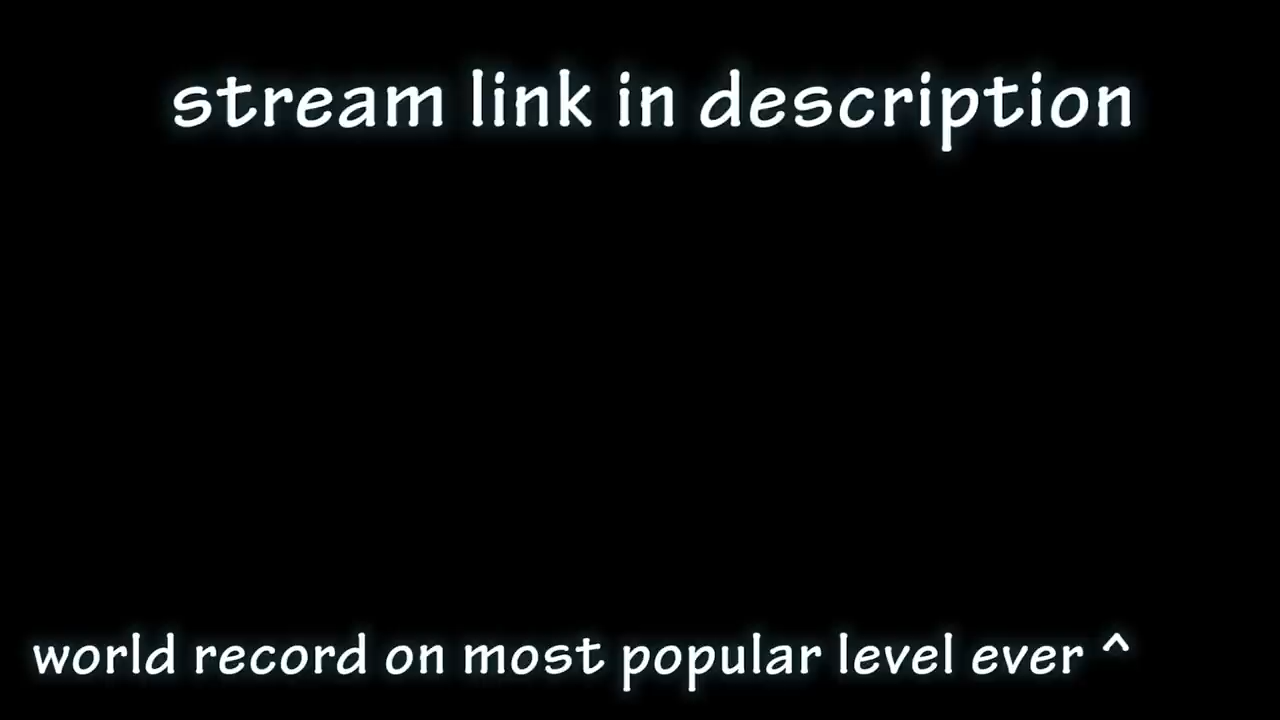 stream link in description
world record on most popular level ever ^